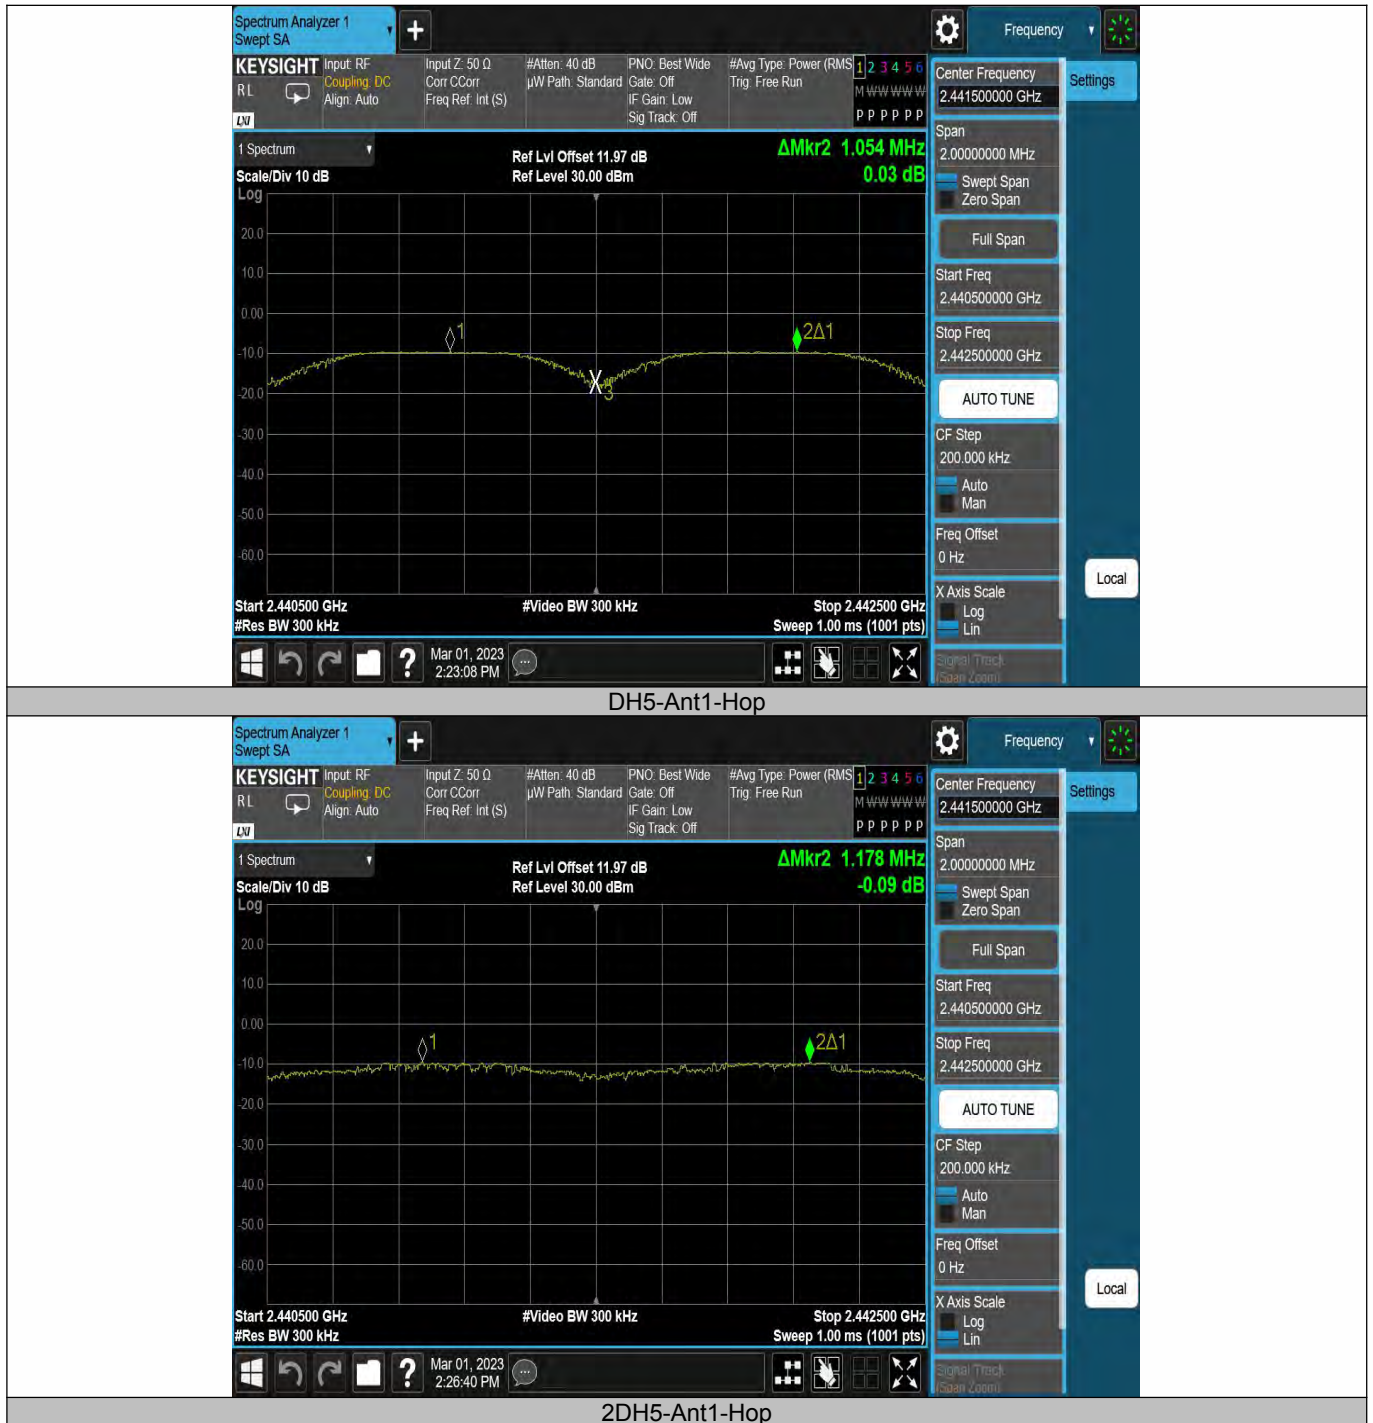 Spectrum Analyzer 1
Swept SA
+
Frequency
KEYSIGHT Input: RF Input Z: 50 Ω #Atten: 40 dB PNO: Best Wide #Avg Type: Power (RMS 1 2 3 4 5 6
RL Coupling: DC Corr CCorr µW Path: Standard Gate: Off Trig: Free Run M W W W W W
Align: Auto Freq Ref: Int (S) IF Gain: Low
LXI Sig Track: Off P P P P P P
Center Frequency
2.441500000 GHz
Settings
1 Spectrum
Scale/Div 10 dB
Ref Lvl Offset 11.97 dB
Ref Level 30.00 dBm
ΔMkr2 1.054 MHz
0.03 dB
Log
20.0
10.0
0.00
-10.0
-20.0
-30.0
-40.0
-50.0
-60.0
1
2Δ1
3
Start 2.440500 GHz
#Res BW 300 kHz
#Video BW 300 kHz
Stop 2.442500 GHz
Sweep 1.00 ms (1001 pts)
Span
2.00000000 MHz
Swept Span
Zero Span
Full Span
Start Freq
2.440500000 GHz
Stop Freq
2.442500000 GHz
AUTO TUNE
CF Step
200.000 kHz
Auto
Man
Freq Offset
0 Hz
X Axis Scale
Log
Lin
Signal Track
(Span Zoom)
Local
?
Mar 01, 2023
2:23:08 PM
DH5-Ant1-Hop
Spectrum Analyzer 1
Swept SA
+
Frequency
KEYSIGHT Input: RF Input Z: 50 Ω #Atten: 40 dB PNO: Best Wide #Avg Type: Power (RMS 1 2 3 4 5 6
RL Coupling: DC Corr CCorr µW Path: Standard Gate: Off Trig: Free Run M W W W W W
Align: Auto Freq Ref: Int (S) IF Gain: Low
LXI Sig Track: Off P P P P P P
Center Frequency
2.441500000 GHz
Settings
1 Spectrum
Scale/Div 10 dB
Ref Lvl Offset 11.97 dB
Ref Level 30.00 dBm
ΔMkr2 1.178 MHz
-0.09 dB
Log
20.0
10.0
0.00
-10.0
-20.0
-30.0
-40.0
-50.0
-60.0
1
2Δ1
Start 2.440500 GHz
#Res BW 300 kHz
#Video BW 300 kHz
Stop 2.442500 GHz
Sweep 1.00 ms (1001 pts)
Span
2.00000000 MHz
Swept Span
Zero Span
Full Span
Start Freq
2.440500000 GHz
Stop Freq
2.442500000 GHz
AUTO TUNE
CF Step
200.000 kHz
Auto
Man
Freq Offset
0 Hz
X Axis Scale
Log
Lin
Signal Track
(Span Zoom)
Local
?
Mar 01, 2023
2:26:40 PM
2DH5-Ant1-Hop